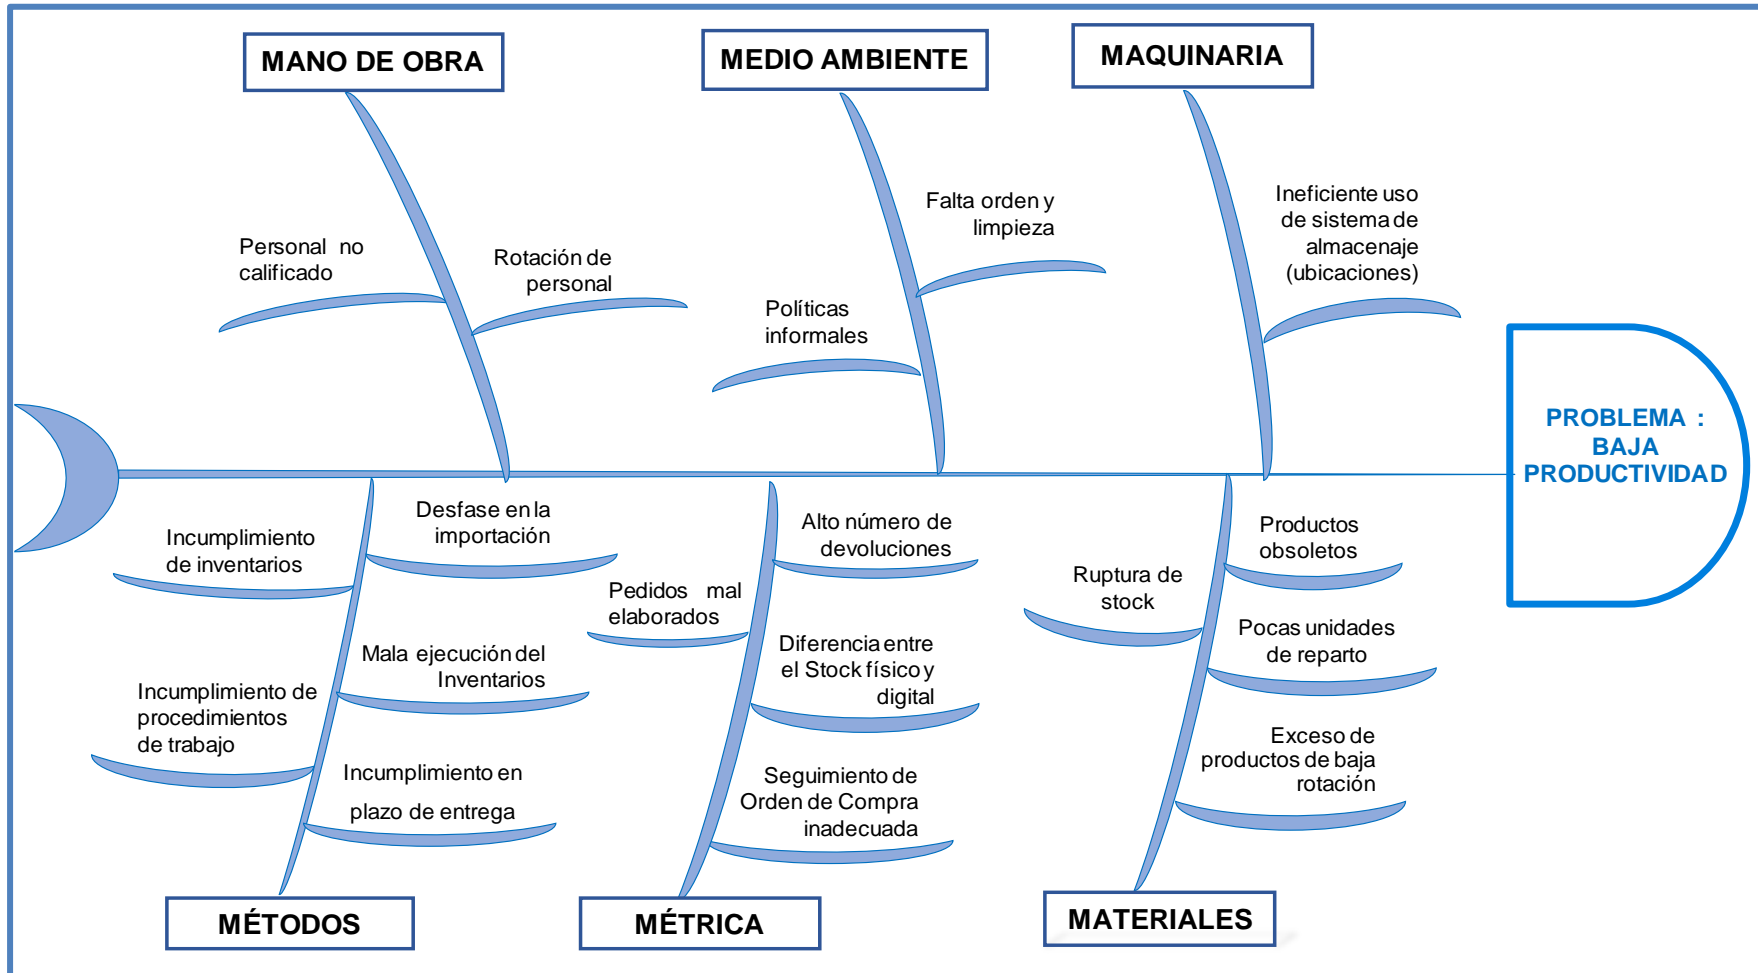 MANO DE OBRA
MEDIO AMBIENTE
MAQUINARIA
Personal no
calificado
Rotación de
personal
Falta orden y
limpieza
Políticas
informales
Ineficiente uso
de sistema de
almacenaje
(ubicaciones)
PROBLEMA :
BAJA
PRODUCTIVIDAD
Incumplimiento
de inventarios
Desfase en la
importación
Incumplimiento de
procedimientos
de trabajo
Mala ejecución del
Inventarios
Incumplimiento en
plazo de entrega
Pedidos mal
elaborados
Alto número de
devoluciones
Diferencia entre
el Stock físico y
digital
Seguimiento de
Orden de Compra
inadecuada
Ruptura de
stock
Productos
obsoletos
Pocas unidades
de reparto
Exceso de
productos de baja
rotación
MÉTODOS
MÉTRICA
MATERIALES